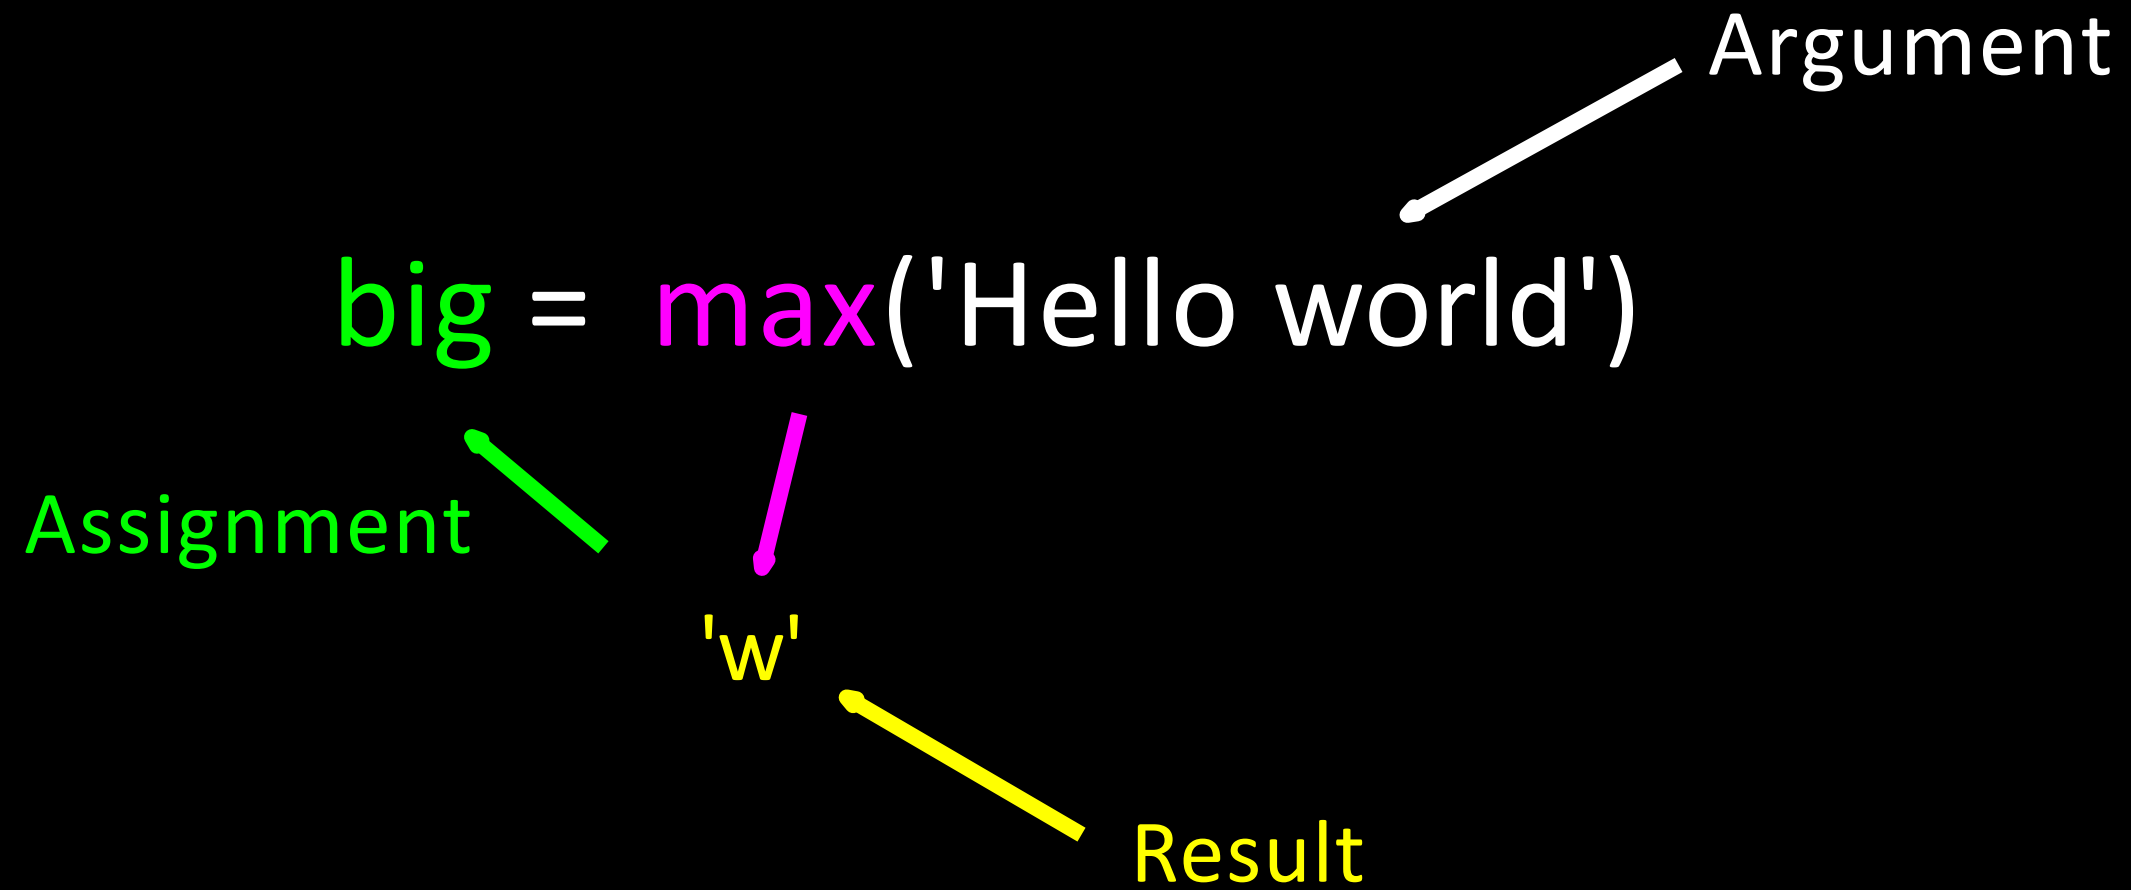 Argument
big = max('Hello world')
Assignment
'w'
Result